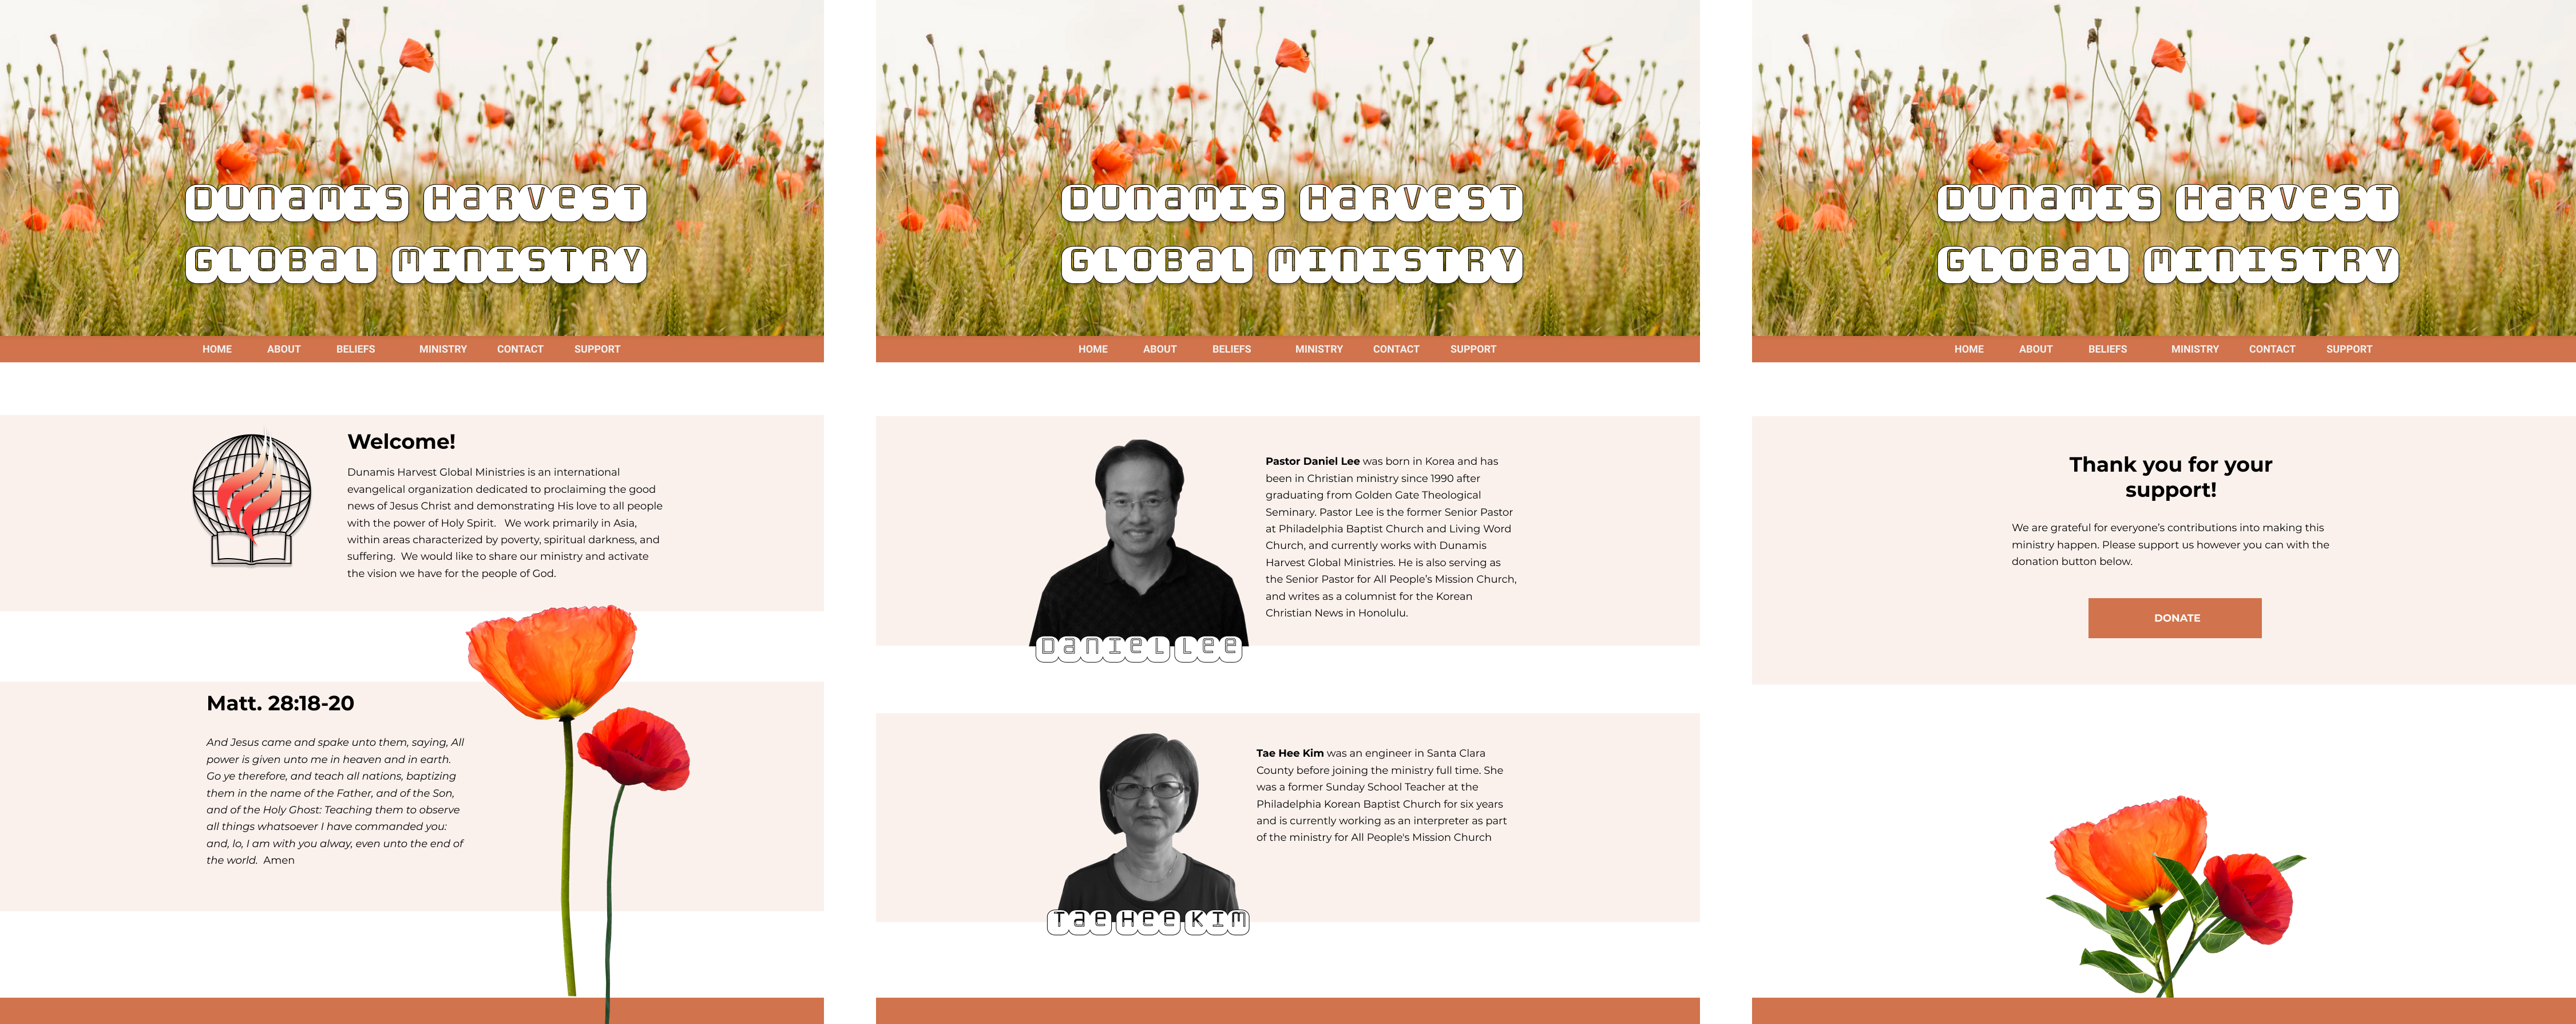 DUNAMIS HARVEST
GLOBAL MINISTRY
HOME ABOUT BELIEFS MINISTRY CONTACT SUPPORT
Welcome!
Dunamis Harvest Global Ministries is an international
evangelical organization dedicated to proclaiming the good
news of Jesus Christ and demonstrating His love to all people
with the power of Holy Spirit. We work primarily in Asia,
within areas characterized by poverty, spiritual darkness, and
suffering. We would like to share our ministry and activate
the vision we have for the people of God.
Matt. 28:18-20
And Jesus came and spake unto them, saying, All
power is given unto me in heaven and in earth.
Go ye therefore, and teach all nations, baptizing
them in the name of the Father, and of the Son,
and of the Holy Ghost: Teaching them to observe
all things whatsoever I have commanded you:
and, lo, I am with you alway, even unto the end of
the world. Amen
DUNAMIS HARVEST
GLOBAL MINISTRY
HOME ABOUT BELIEFS MINISTRY CONTACT SUPPORT
Pastor Daniel Lee was born in Korea and has
been in Christian ministry since 1990 after
graduating from Golden Gate Theological
Seminary. Pastor Lee is the former Senior Pastor
at Philadelphia Baptist Church and Living Word
Church, and currently works with Dunamis
Harvest Global Ministries. He is also serving as
the Senior Pastor for All People's Mission Church,
and writes as a columnist for the Korean
Christian News in Honolulu.
DANIEL LEE
Tae Hee Kim was an engineer in Santa Clara
County before joining the ministry full time. She
was a former Sunday School Teacher at the
Philadelphia Korean Baptist Church for six years
and is currently working as an interpreter as part
of the ministry for All People's Mission Church
TAE HEE KIM
DUNAMIS HARVEST
GLOBAL MINISTRY
HOME ABOUT BELIEFS MINISTRY CONTACT SUPPORT
Thank you for your
support!
We are grateful for everyone's contributions into making this
ministry happen. Please support us however you can with the
donation button below.
DONATE